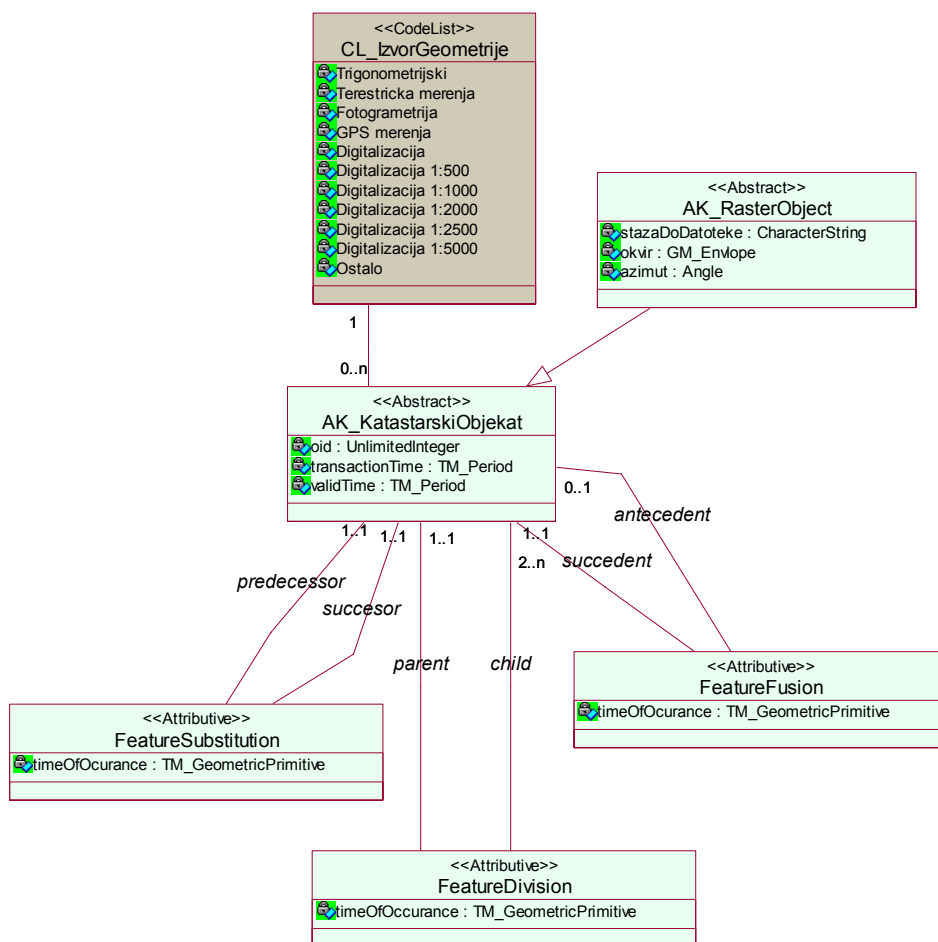 <<CodeList>>
CL_IzvorGeometrije
Trigonometrijski
Terestricka merenja
Fotogrametrija
GPS merenja
Digitalizacija
Digitalizacija 1:500
Digitalizacija 1:1000
Digitalizacija 1:2000
Digitalizacija 1:2500
Digitalizacija 1:5000
Ostalo
<<Abstract>>
AK_RasterObject
stazaDoDatoteke : CharacterString
okvir : GM_Envlope
azimut : Angle
1
0..n
<<Abstract>>
AK_KatastarskiObjekat
oid : UnlimitedInteger
transactionTime : TM_Period
validTime : TM_Period
0..1
antecedent
1..1
1..1
1..1
1..1
2..n
succedent
predecessor
succesor
parent
child
<<Attributive>>
FeatureFusion
timeOfOcurance : TM_GeometricPrimitive
<<Attributive>>
FeatureSubstitution
timeOfOcurance : TM_GeometricPrimitive
<<Attributive>>
FeatureDivision
timeOfOccurance : TM_GeometricPrimitive